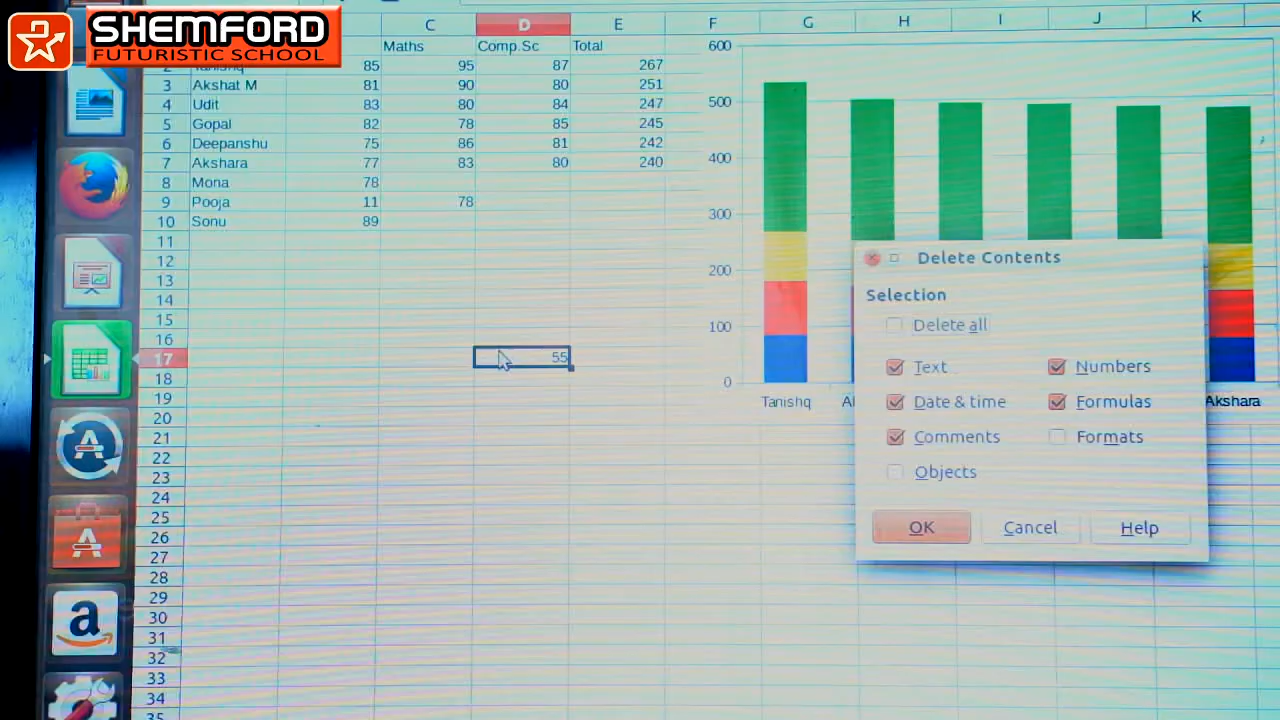 SHEMFORD
FUTURISTIC SCHOOL
C D E F G H I J K
Maths Comp.Sc Total
2 Tanishq 85 95 87 267
3 Akshat M 81 90 80 251
4 Udit 83 80 84 247
5 Gopal 82 78 85 245
6 Deepanshu 75 86 81 242
7 Akshara 77 83 80 240
8 Mona 78
9 Pooja 11 78
10 Sonu 89
11
12
13
14
15
16
17 55
18
19
20
21
22
23
24
25
26
27
28
29
30
31
32
33
34
35
600
500
400
300
200
100
0
Tanishq
Akshara
Delete Contents
Selection
Delete all
Text Numbers
Date & time Formulas
Comments Formats
Objects
OK Cancel Help
a